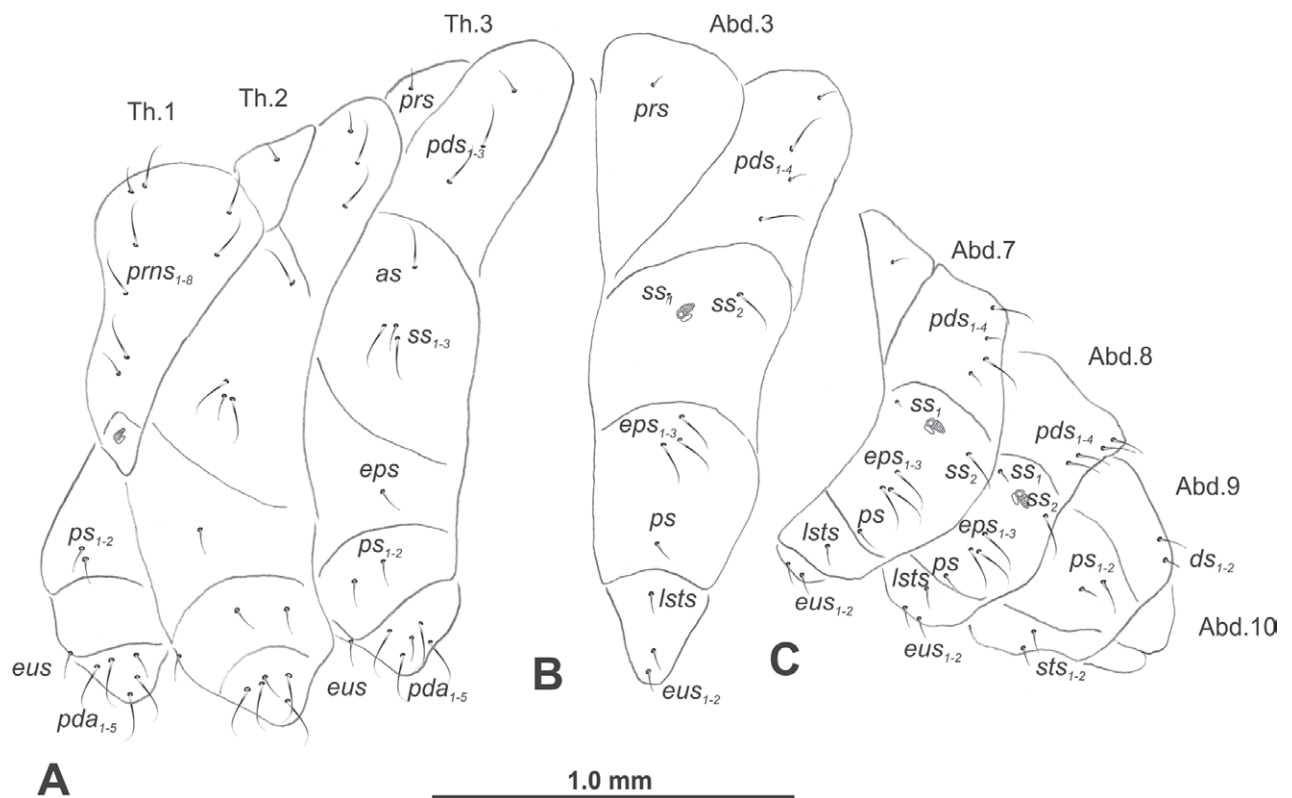 Th.1
Th.2
Th.3
prs
pds1-3
prns1-8
as
ss1-3
eps
ps1-2
ps1-2
eus
pda1-5
eus
pda1-5
A
Abd.3
prs
pds1-4
ss1
ss2
eps1-3
ps
lsts
eus1-2
B
Abd.7
pds1-4
ss1
eps1-3
ss2
ps
lsts
eus1-2
Abd.8
pds1-4
ss1
ss2
eps1-3
ps
lsts
eus1-2
Abd.9
ds1-2
ps1-2
Abd.10
sts1-2
C
1.0 mm